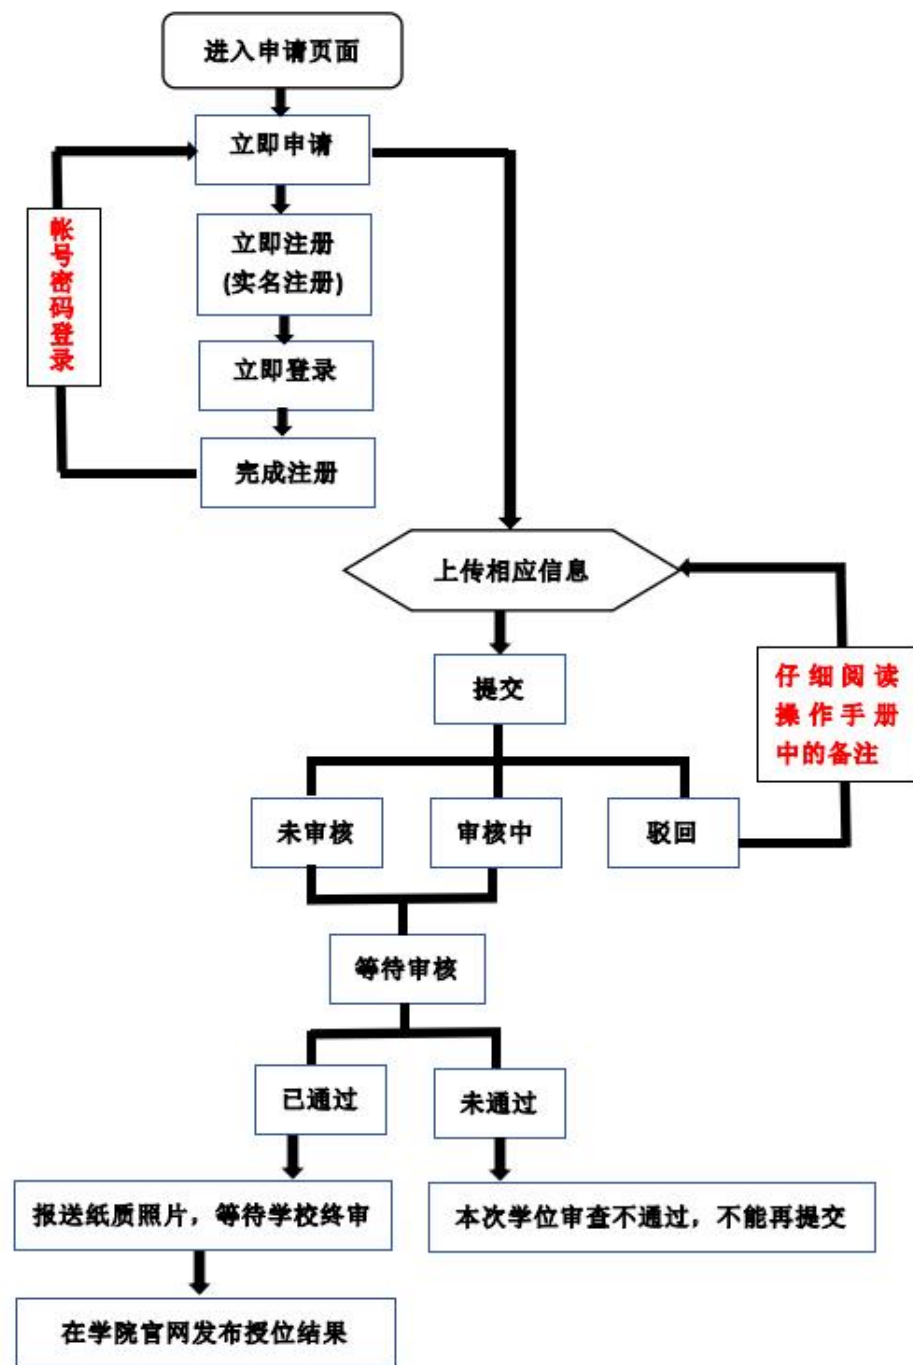 进入申请页面
立即申请
帐号密码登录
立即注册
(实名注册)
立即登录
完成注册
上传相应信息
提交
仔细阅读
操作手册
中的备注
未审核
审核中
驳回
等待审核
已通过
未通过
报送纸质照片，等待学校终审
本次学位审查不通过，不能再提交
在学院官网发布授位结果